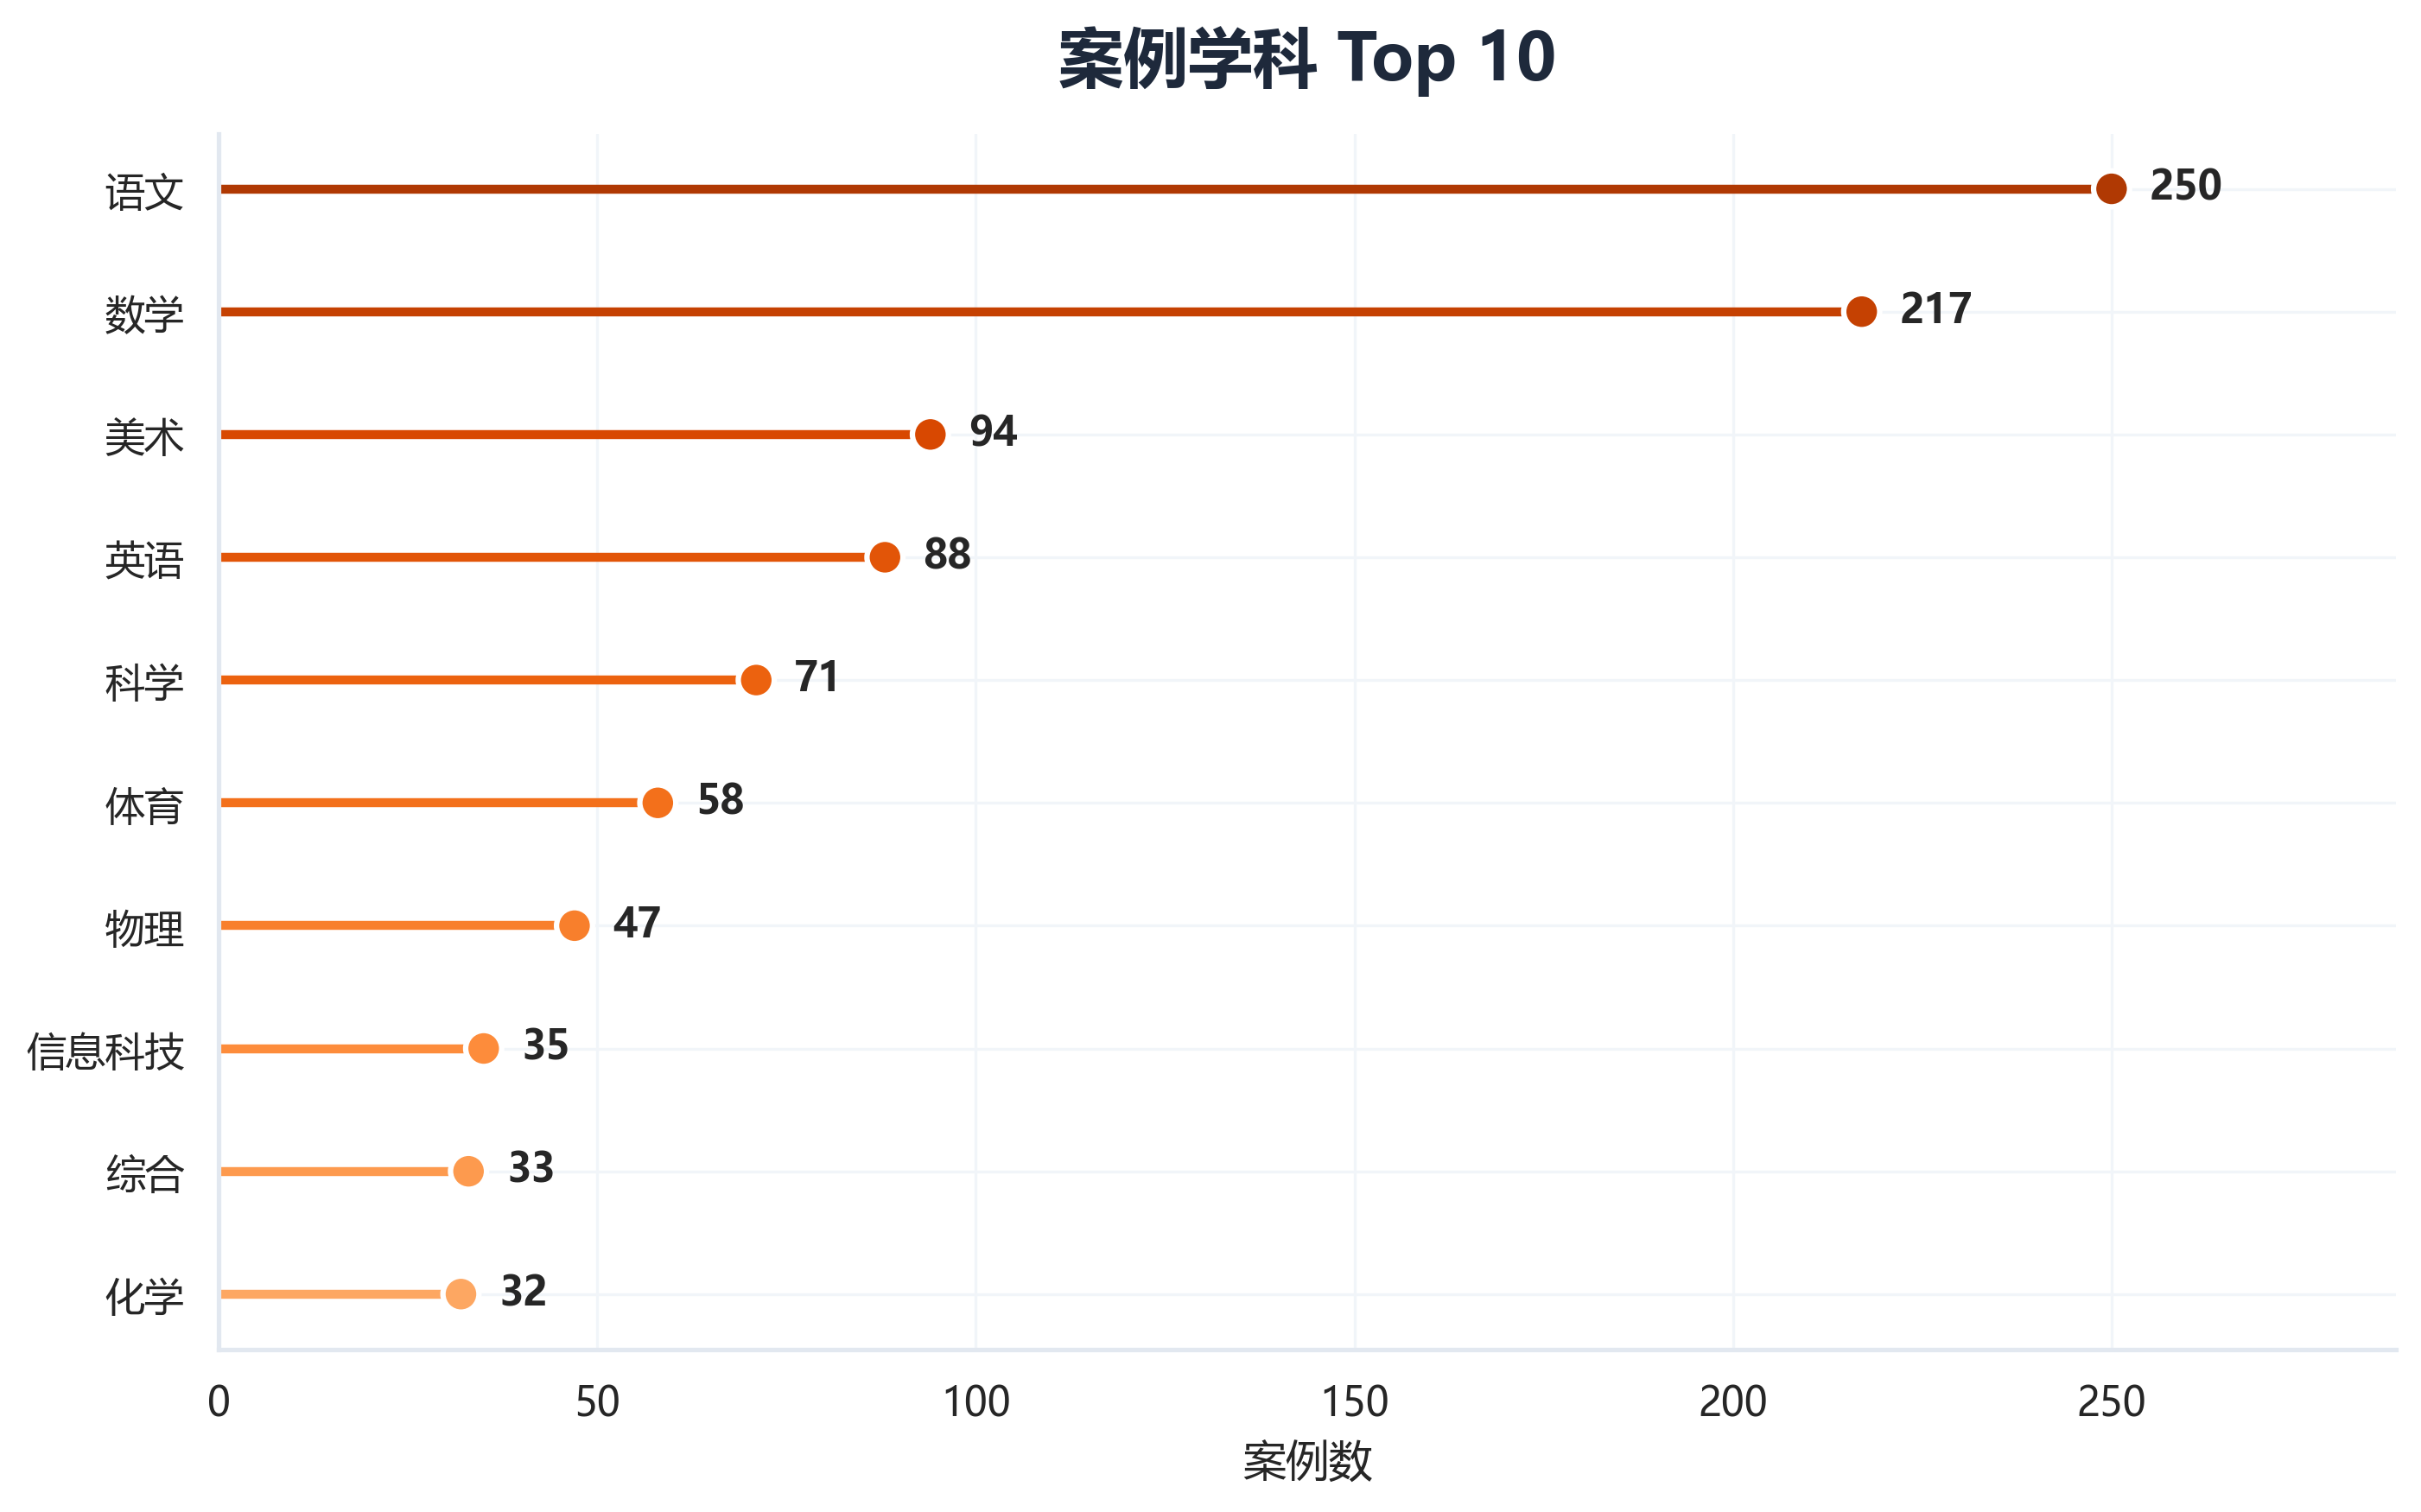 案例学科 Top 10
语文 250
数学 217
美术 94
英语 88
科学 71
体育 58
物理 47
信息科技 35
综合 33
化学 32
0 50 100 150 200 250
案例数